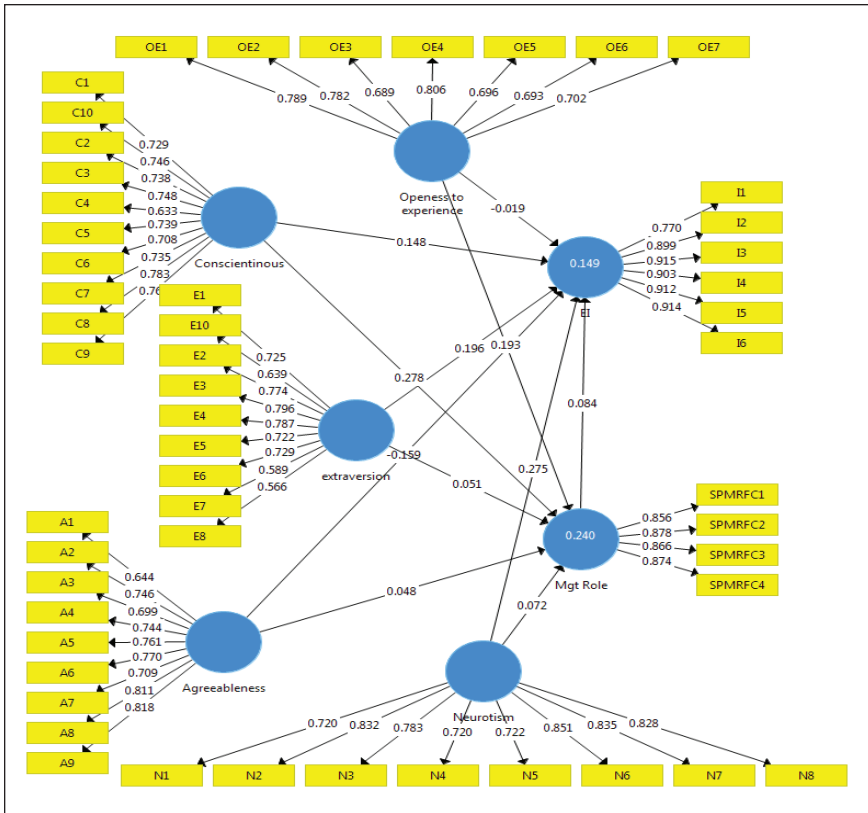 OE1 OE2 OE3 OE4 OE5 OE6 OE7
0.789 0.782 0.689 0.806 0.696 0.693 0.702
Openess to
experience
C1
C10
C2
C3
C4
C5
C6
C7
C8
C9
0.729
0.746
0.738
0.748
0.633
0.739
0.708
0.735
0.783
Conscientinous
-0.019
0.148
I1
I2
I3
I4
I5
I6
0.770
0.899
0.915
0.903
0.912
0.914
0.149
EI
E1
E10
E2
E3
E4
E5
E6
E7
E8
0.725
0.639
0.774
0.796
0.787
0.722
0.729
0.589
0.566
extraversion
0.196
0.193
0.278
0.084
-0.159
0.275
0.051
SPMRFC1
SPMRFC2
SPMRFC3
SPMRFC4
0.856
0.878
0.866
0.874
0.240
Mgt Role
A1
A2
A3
A4
A5
A6
A7
A8
A9
0.644
0.746
0.699
0.744
0.761
0.770
0.709
0.811
0.818
Agreeableness
0.048
0.072
Neurotism
0.720 0.832 0.783 0.720 0.722 0.851 0.835 0.828
N1 N2 N3 N4 N5 N6 N7 N8